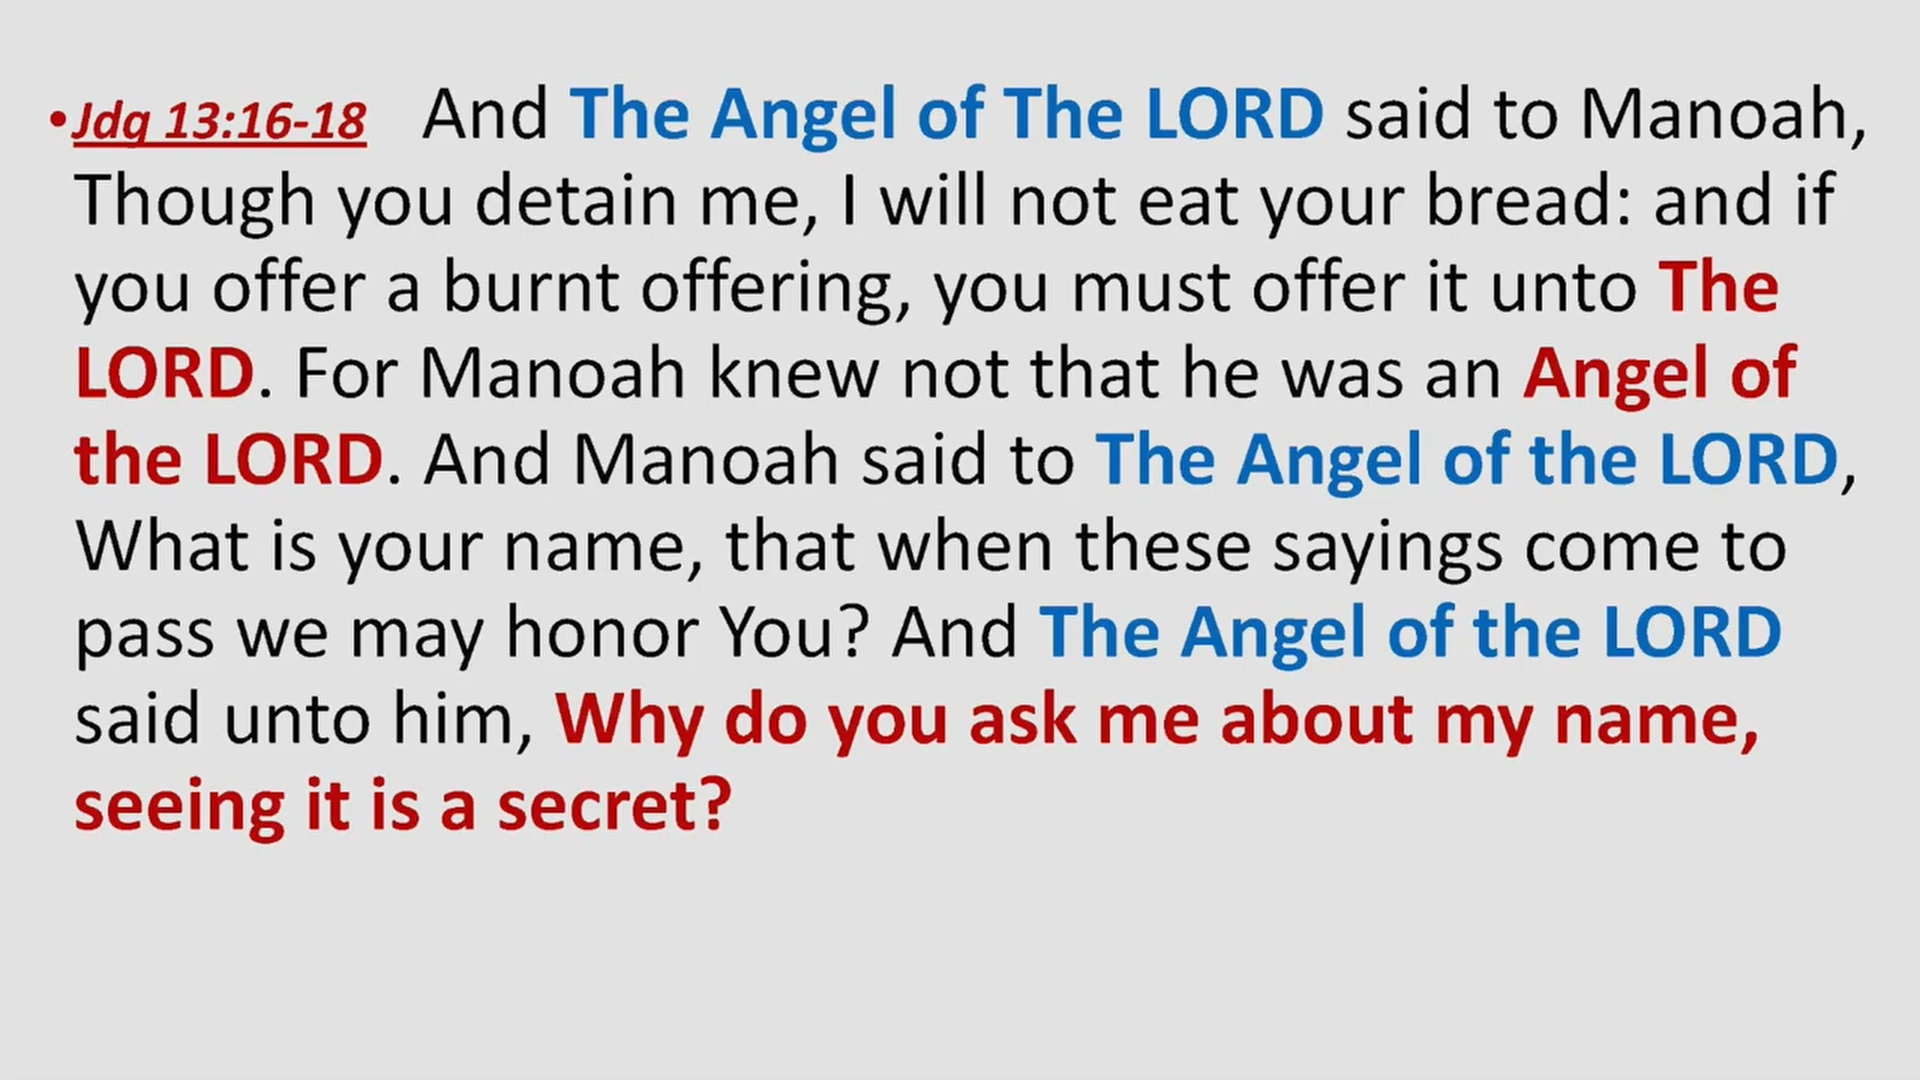 •Jdg 13:16-18 And The Angel of The LORD said to Manoah,
Though you detain me, I will not eat your bread: and if
you offer a burnt offering, you must offer it unto The
LORD. For Manoah knew not that he was an Angel of
the LORD. And Manoah said to The Angel of the LORD,
What is your name, that when these sayings come to
pass we may honor You? And The Angel of the LORD
said unto him, Why do you ask me about my name,
seeing it is a secret?